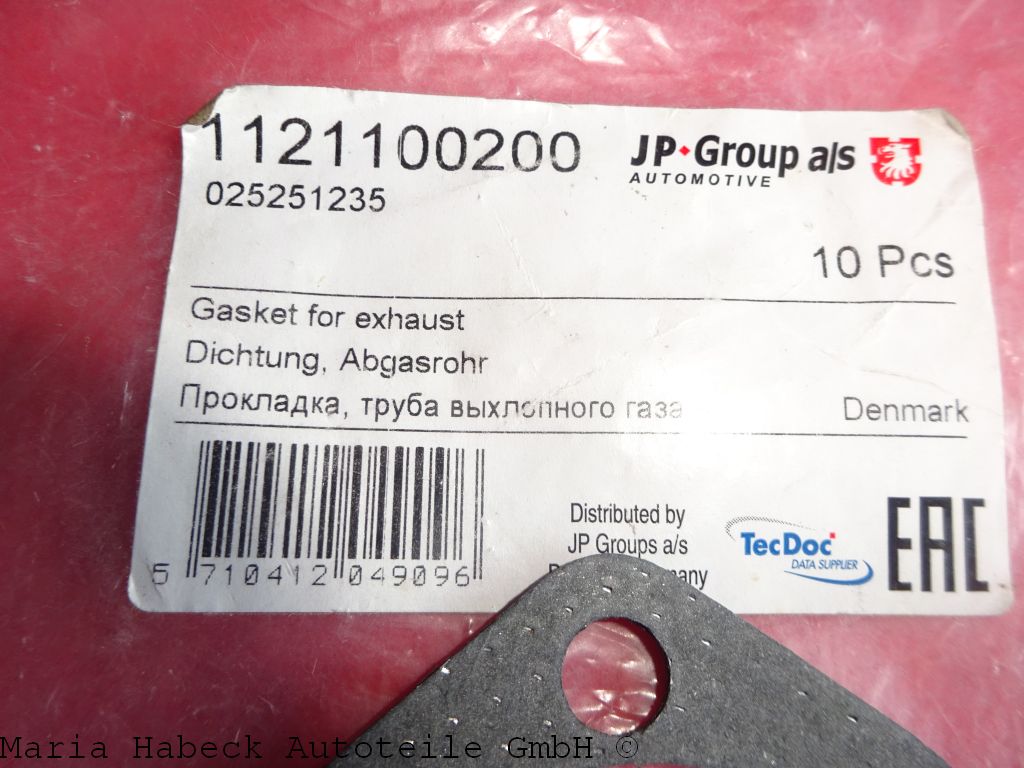 1121100200
JP Group a/s
AUTOMOTIVE
025251235
10 Pcs
Gasket for exhaust
Dichtung, Abgasrohr
Прокладка, труба выхлопного газа
Denmark
Distributed by
JP Groups a/s
TecDoc
DATA SUPPLIER
EAC
5 710412 049096
Maria Habeck Autoteile GmbH ©